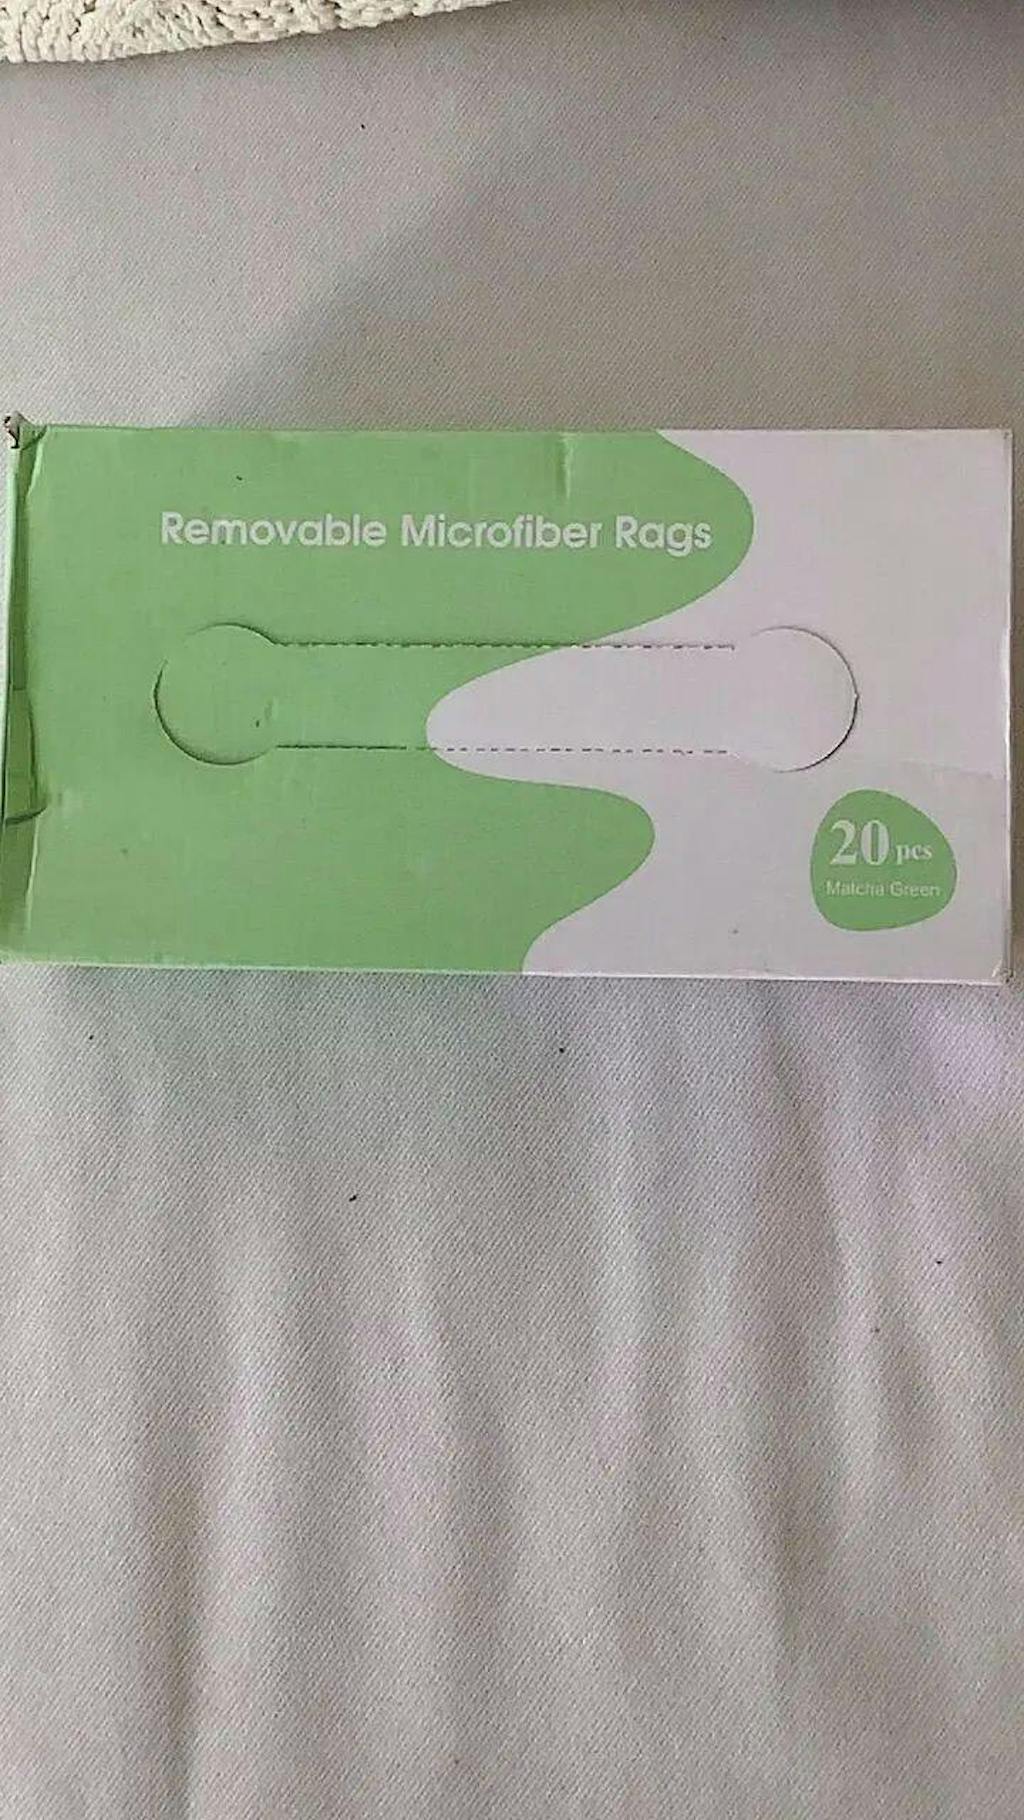 Removable Microfiber Rags
20 pcs
Matcha Green